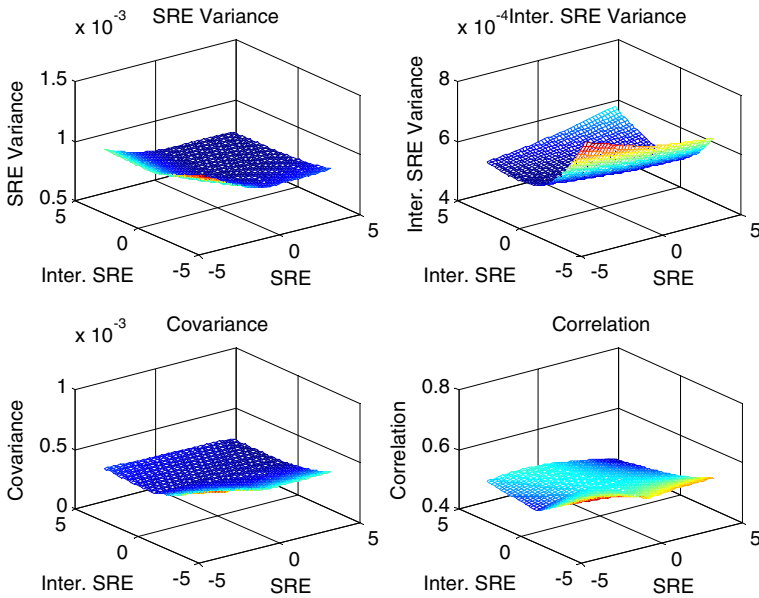 x 10^-3
SRE Variance
SRE Variance
1.5
1
0.5
5
0
-5
Inter. SRE
-5
0
5
SRE
x 10^-4
Inter. SRE Variance
Inter. SRE Variance
8
6
4
5
0
-5
Inter. SRE
-5
0
5
SRE
x 10^-3
Covariance
Covariance
1
0.5
0
5
0
-5
Inter. SRE
-5
0
5
SRE
Correlation
Correlation
0.8
0.6
0.4
5
0
-5
Inter. SRE
-5
0
5
SRE